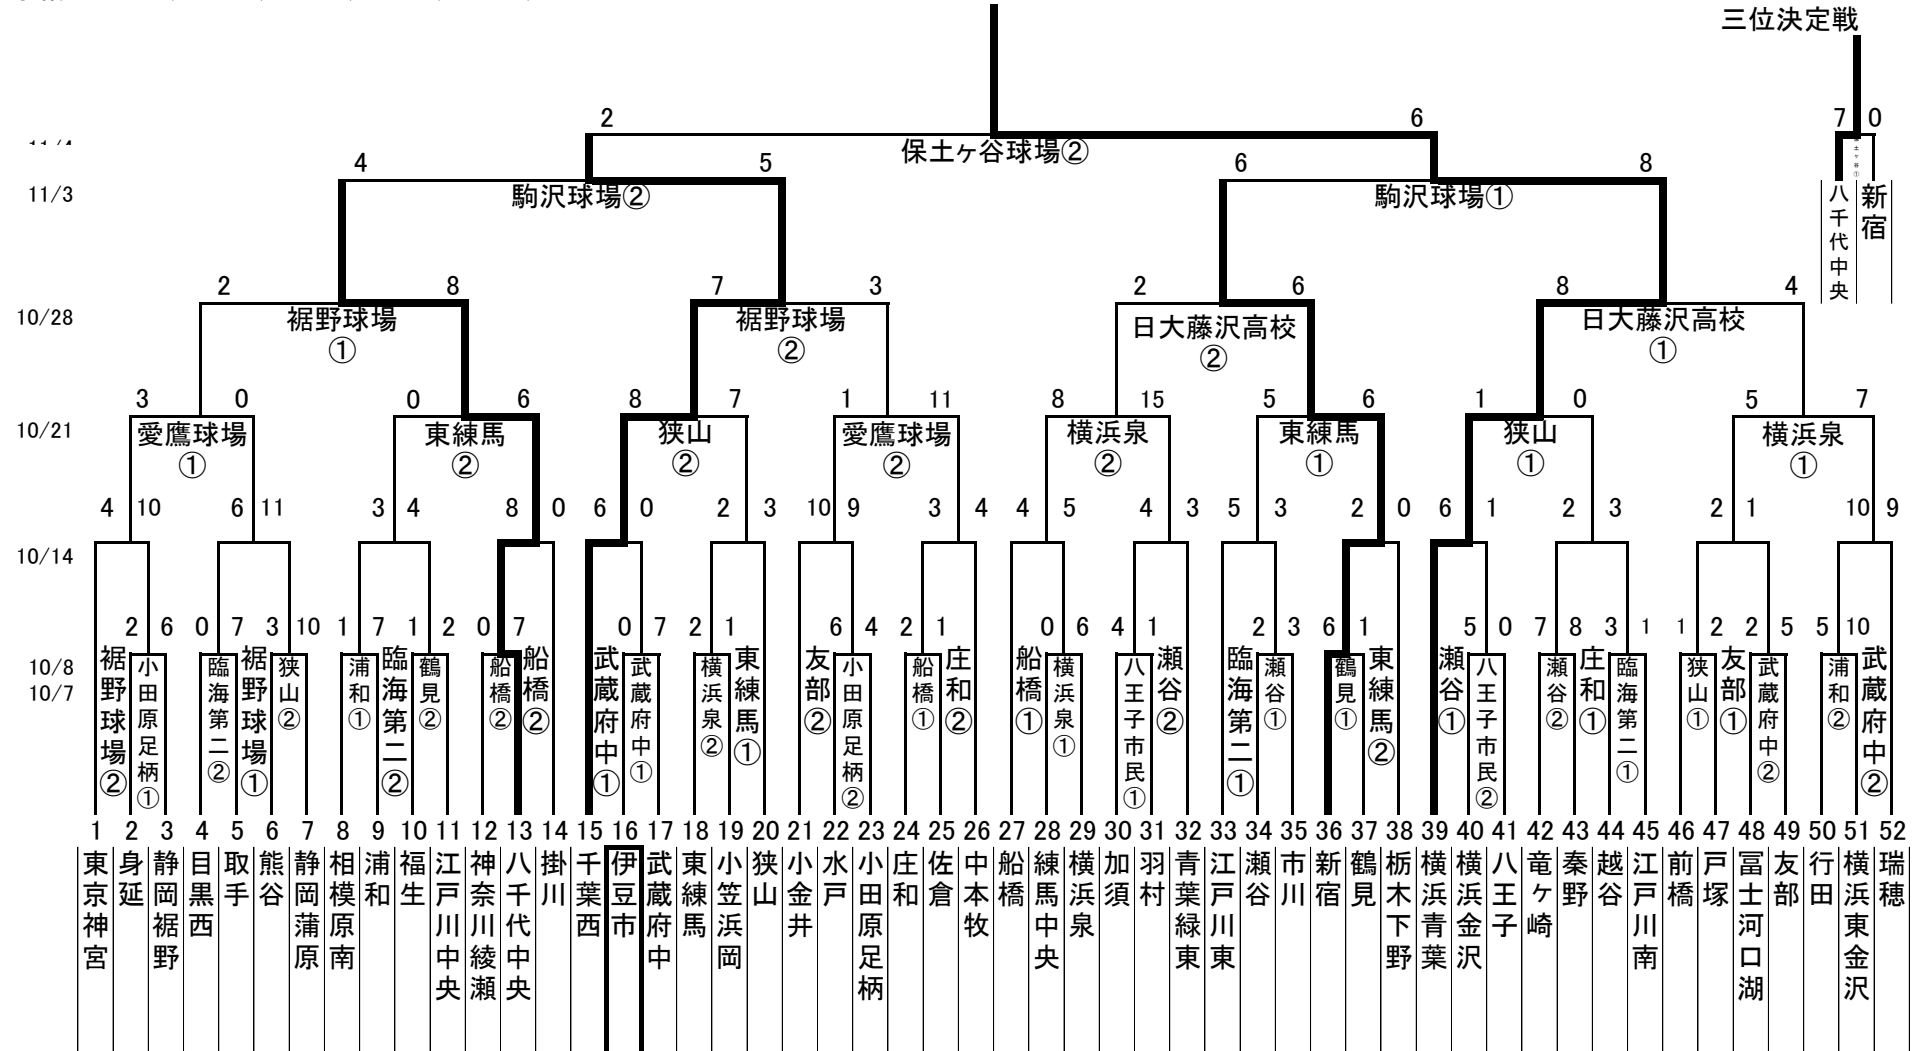 三位決定戦
2 6 7 0
保土ヶ谷球場②
4 5 6 8
11/3 駒沢球場② 駒沢球場① 八千代中央 新宿
2 8 7 3 2 6 8 4
10/28 裾野球場① 裾野球場② 日大藤沢高校② 日大藤沢高校①
3 0 0 6 8 7 1 11 8 15 5 6 1 0 5 7
10/21 愛鷹球場① 東練馬② 狭山② 愛鷹球場② 横浜泉② 東練馬① 狭山① 横浜泉①
4 10 6 11 3 4 8 0 6 0 2 3 10 9 3 4 4 5 4 3 5 3 2 0 6 1 2 3 2 1 10 9
10/14
2 6 0 7 3 10 1 7 1 2 0 7 0 7 2 1 6 4 2 1 0 6 4 1 2 3 6 1 5 0 7 8 3 1 1 2 2 5 5 10
10/8
10/7
裾野球場② 小田原足柄① 臨海第二② 裾野球場① 狭山② 浦和① 臨海第二② 鶴見② 船橋② 船橋② 武蔵府中① 武蔵府中① 横浜泉② 東練馬① 友部② 小田原足柄② 船橋① 庄和② 船橋① 横浜泉① 八王子市民① 瀬谷② 臨海第二① 瀬谷① 鶴見① 東練馬② 瀬谷① 八王子市民② 瀬谷② 庄和① 臨海第二① 狭山① 友部① 武蔵府中② 浦和② 武蔵府中②
1 2 3 4 5 6 7 8 9 10 11 12 13 14 15 16 17 18 19 20 21 22 23 24 25 26 27 28 29 30 31 32 33 34 35 36 37 38 39 40 41 42 43 44 45 46 47 48 49 50 51 52
東京神宮
身延
静岡裾野
目黒西
取手
熊谷
静岡蒲原
相模原南
浦和
福生
江戸川中央
神奈川綾瀬
八千代中央
掛川
千葉西
伊豆市
武蔵府中
東練馬
小笠浜岡
狭山
小金井
水戸
小田原足柄
庄和
佐倉
中本牧
船橋
練馬中央
横浜泉
加須
羽村
青葉緑東
江戸川東
瀬谷
市川
新宿
鶴見
栃木下野
横浜青葉
横浜金沢
八王子
竜ヶ崎
秦野
越谷
江戸川南
前橋
戸塚
冨士河口湖
友部
行田
横浜東金沢
瑞穂